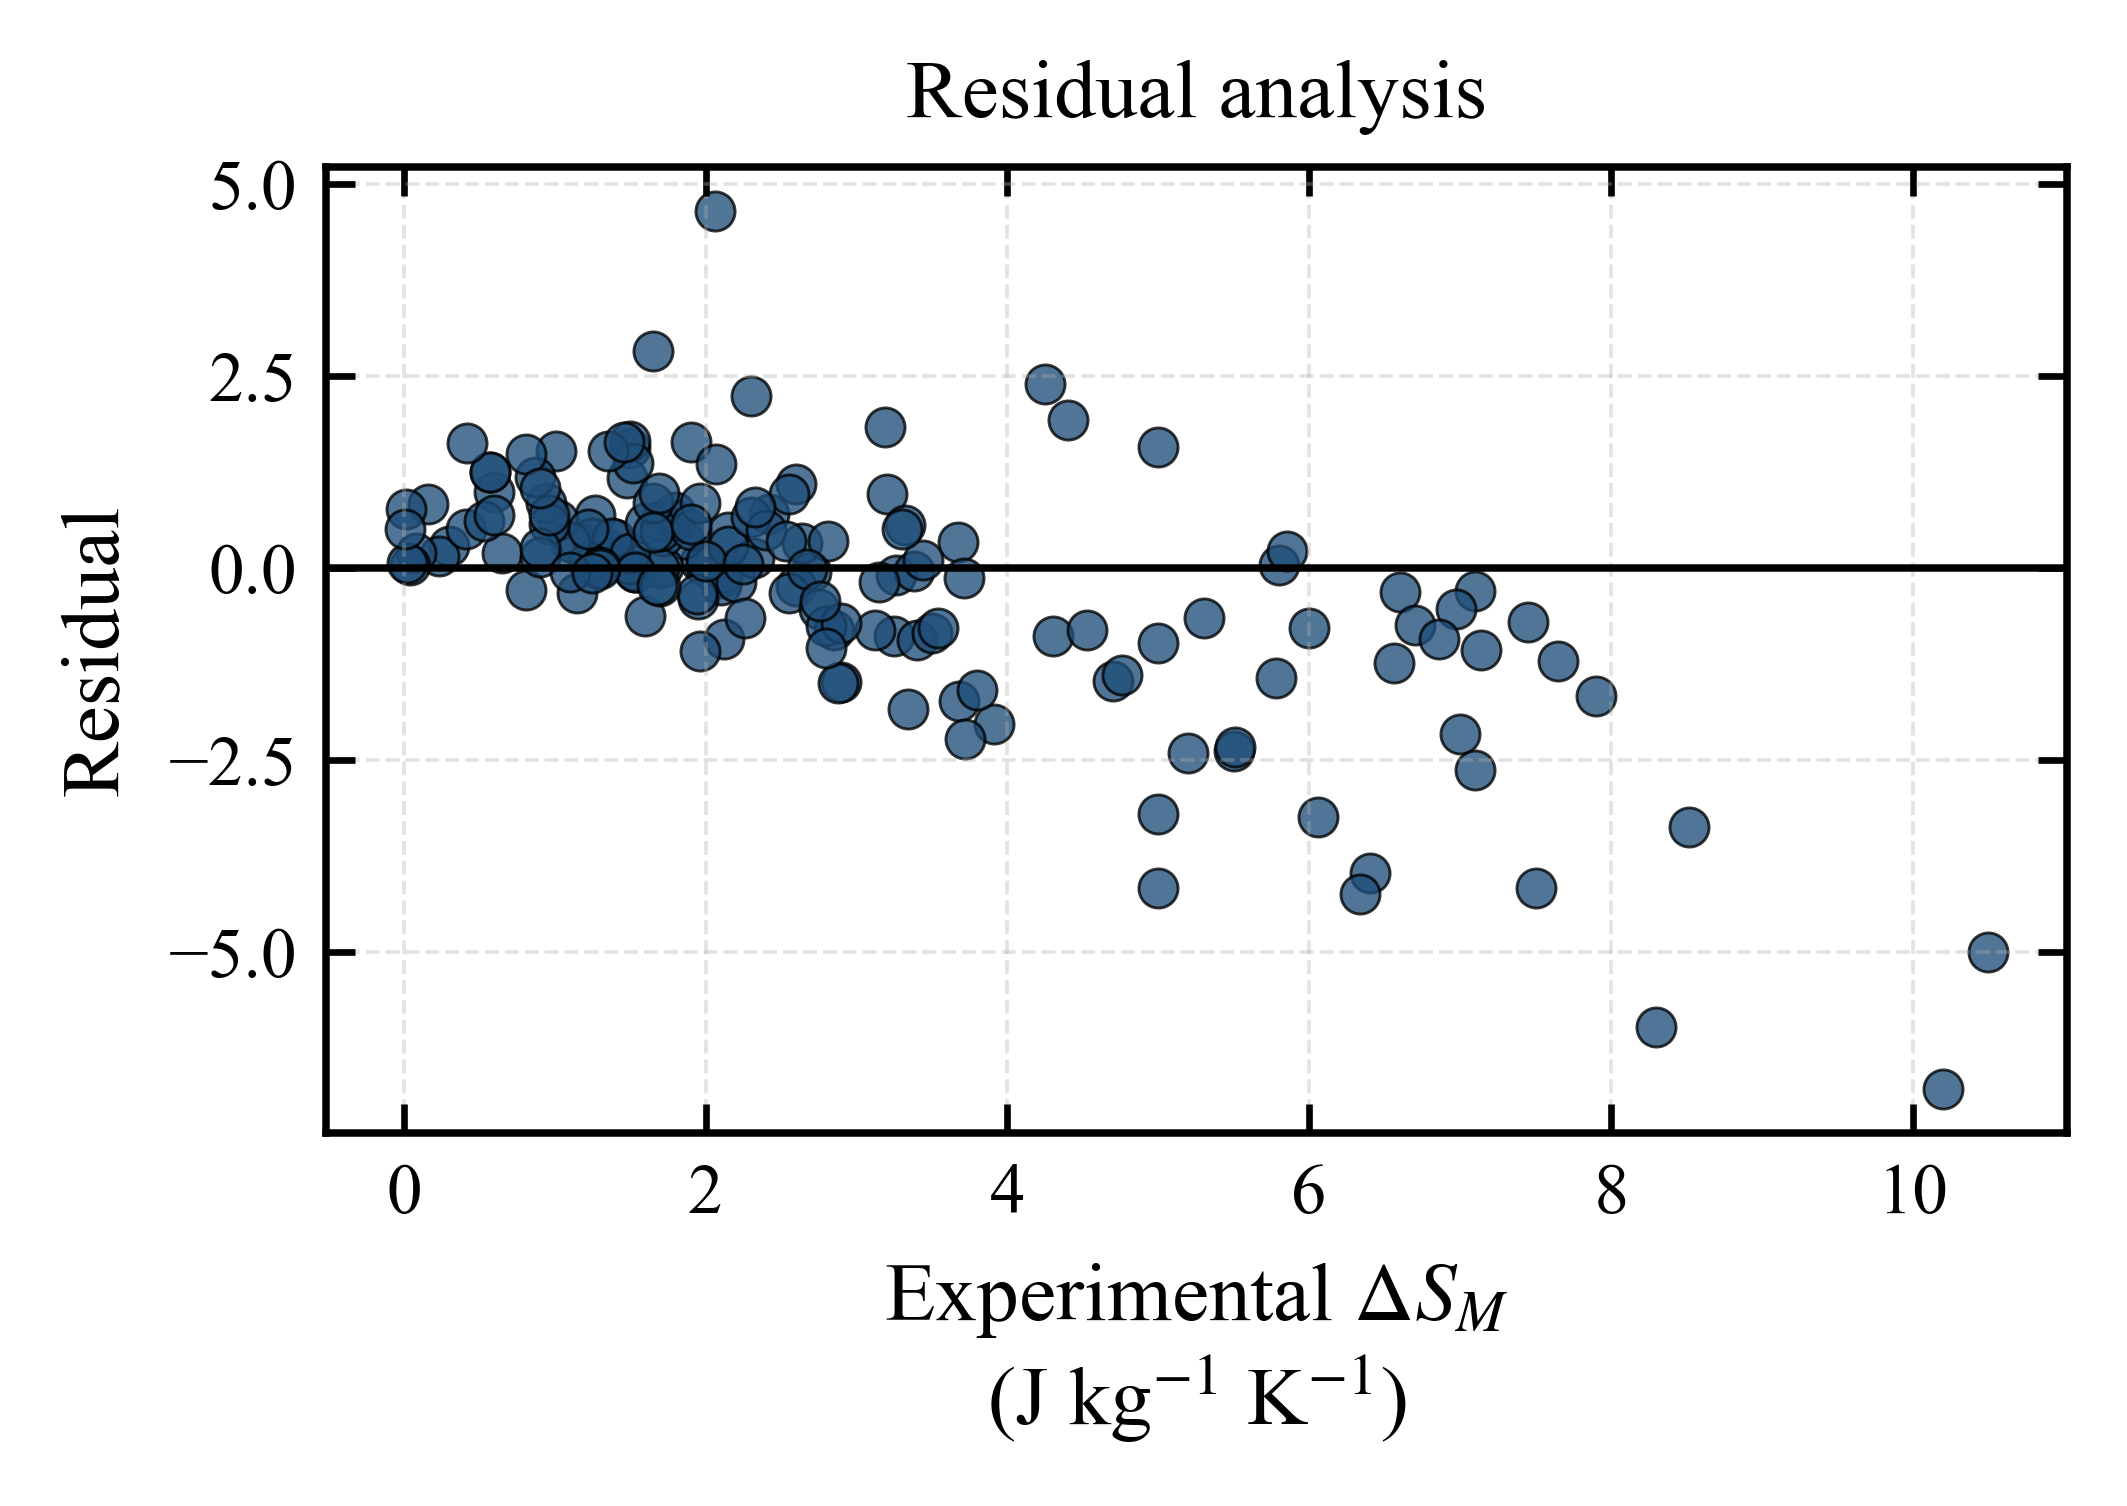 Residual analysis
5.0
2.5
0.0
−2.5
−5.0
Residual
0 2 4 6 8 10
Experimental ΔS_M
(J kg⁻¹ K⁻¹)